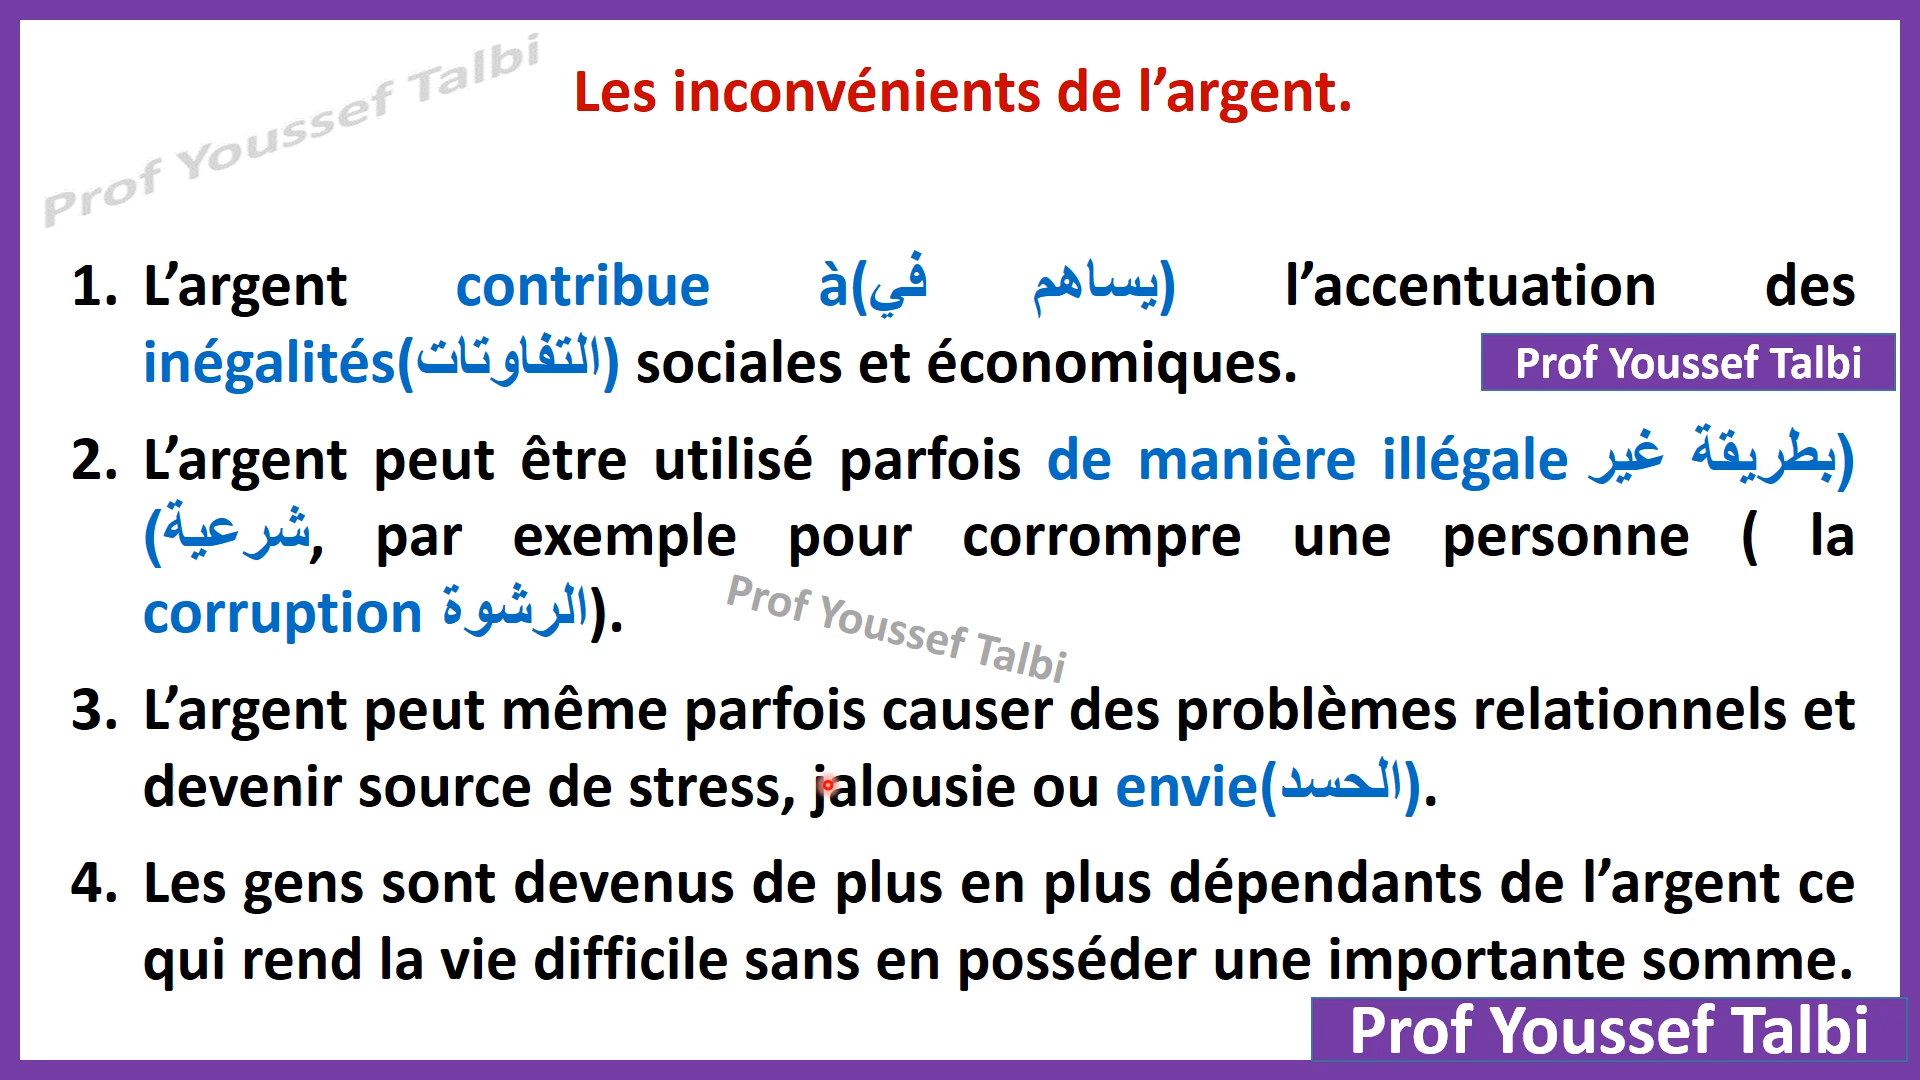 Prof Youssef Talbi
Les inconvénients de l’argent.
1. L’argent contribue à(يساهم في) l’accentuation des
inégalités(التفاوتات) sociales et économiques.
Prof Youssef Talbi
2. L’argent peut être utilisé parfois de manière illégale (بطريقة غير
شرعية), par exemple pour corrompre une personne ( la
corruption الرشوة).
Prof Youssef Talbi
3. L’argent peut même parfois causer des problèmes relationnels et
devenir source de stress, jalousie ou envie(الحسد).
4. Les gens sont devenus de plus en plus dépendants de l’argent ce
qui rend la vie difficile sans en posséder une importante somme.
Prof Youssef Talbi